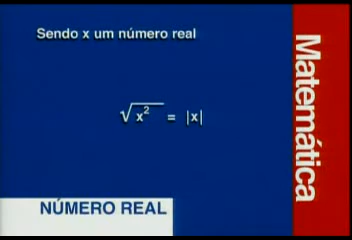 Sendo x um número real
√x² = |x|
NÚMERO REAL
Matemática